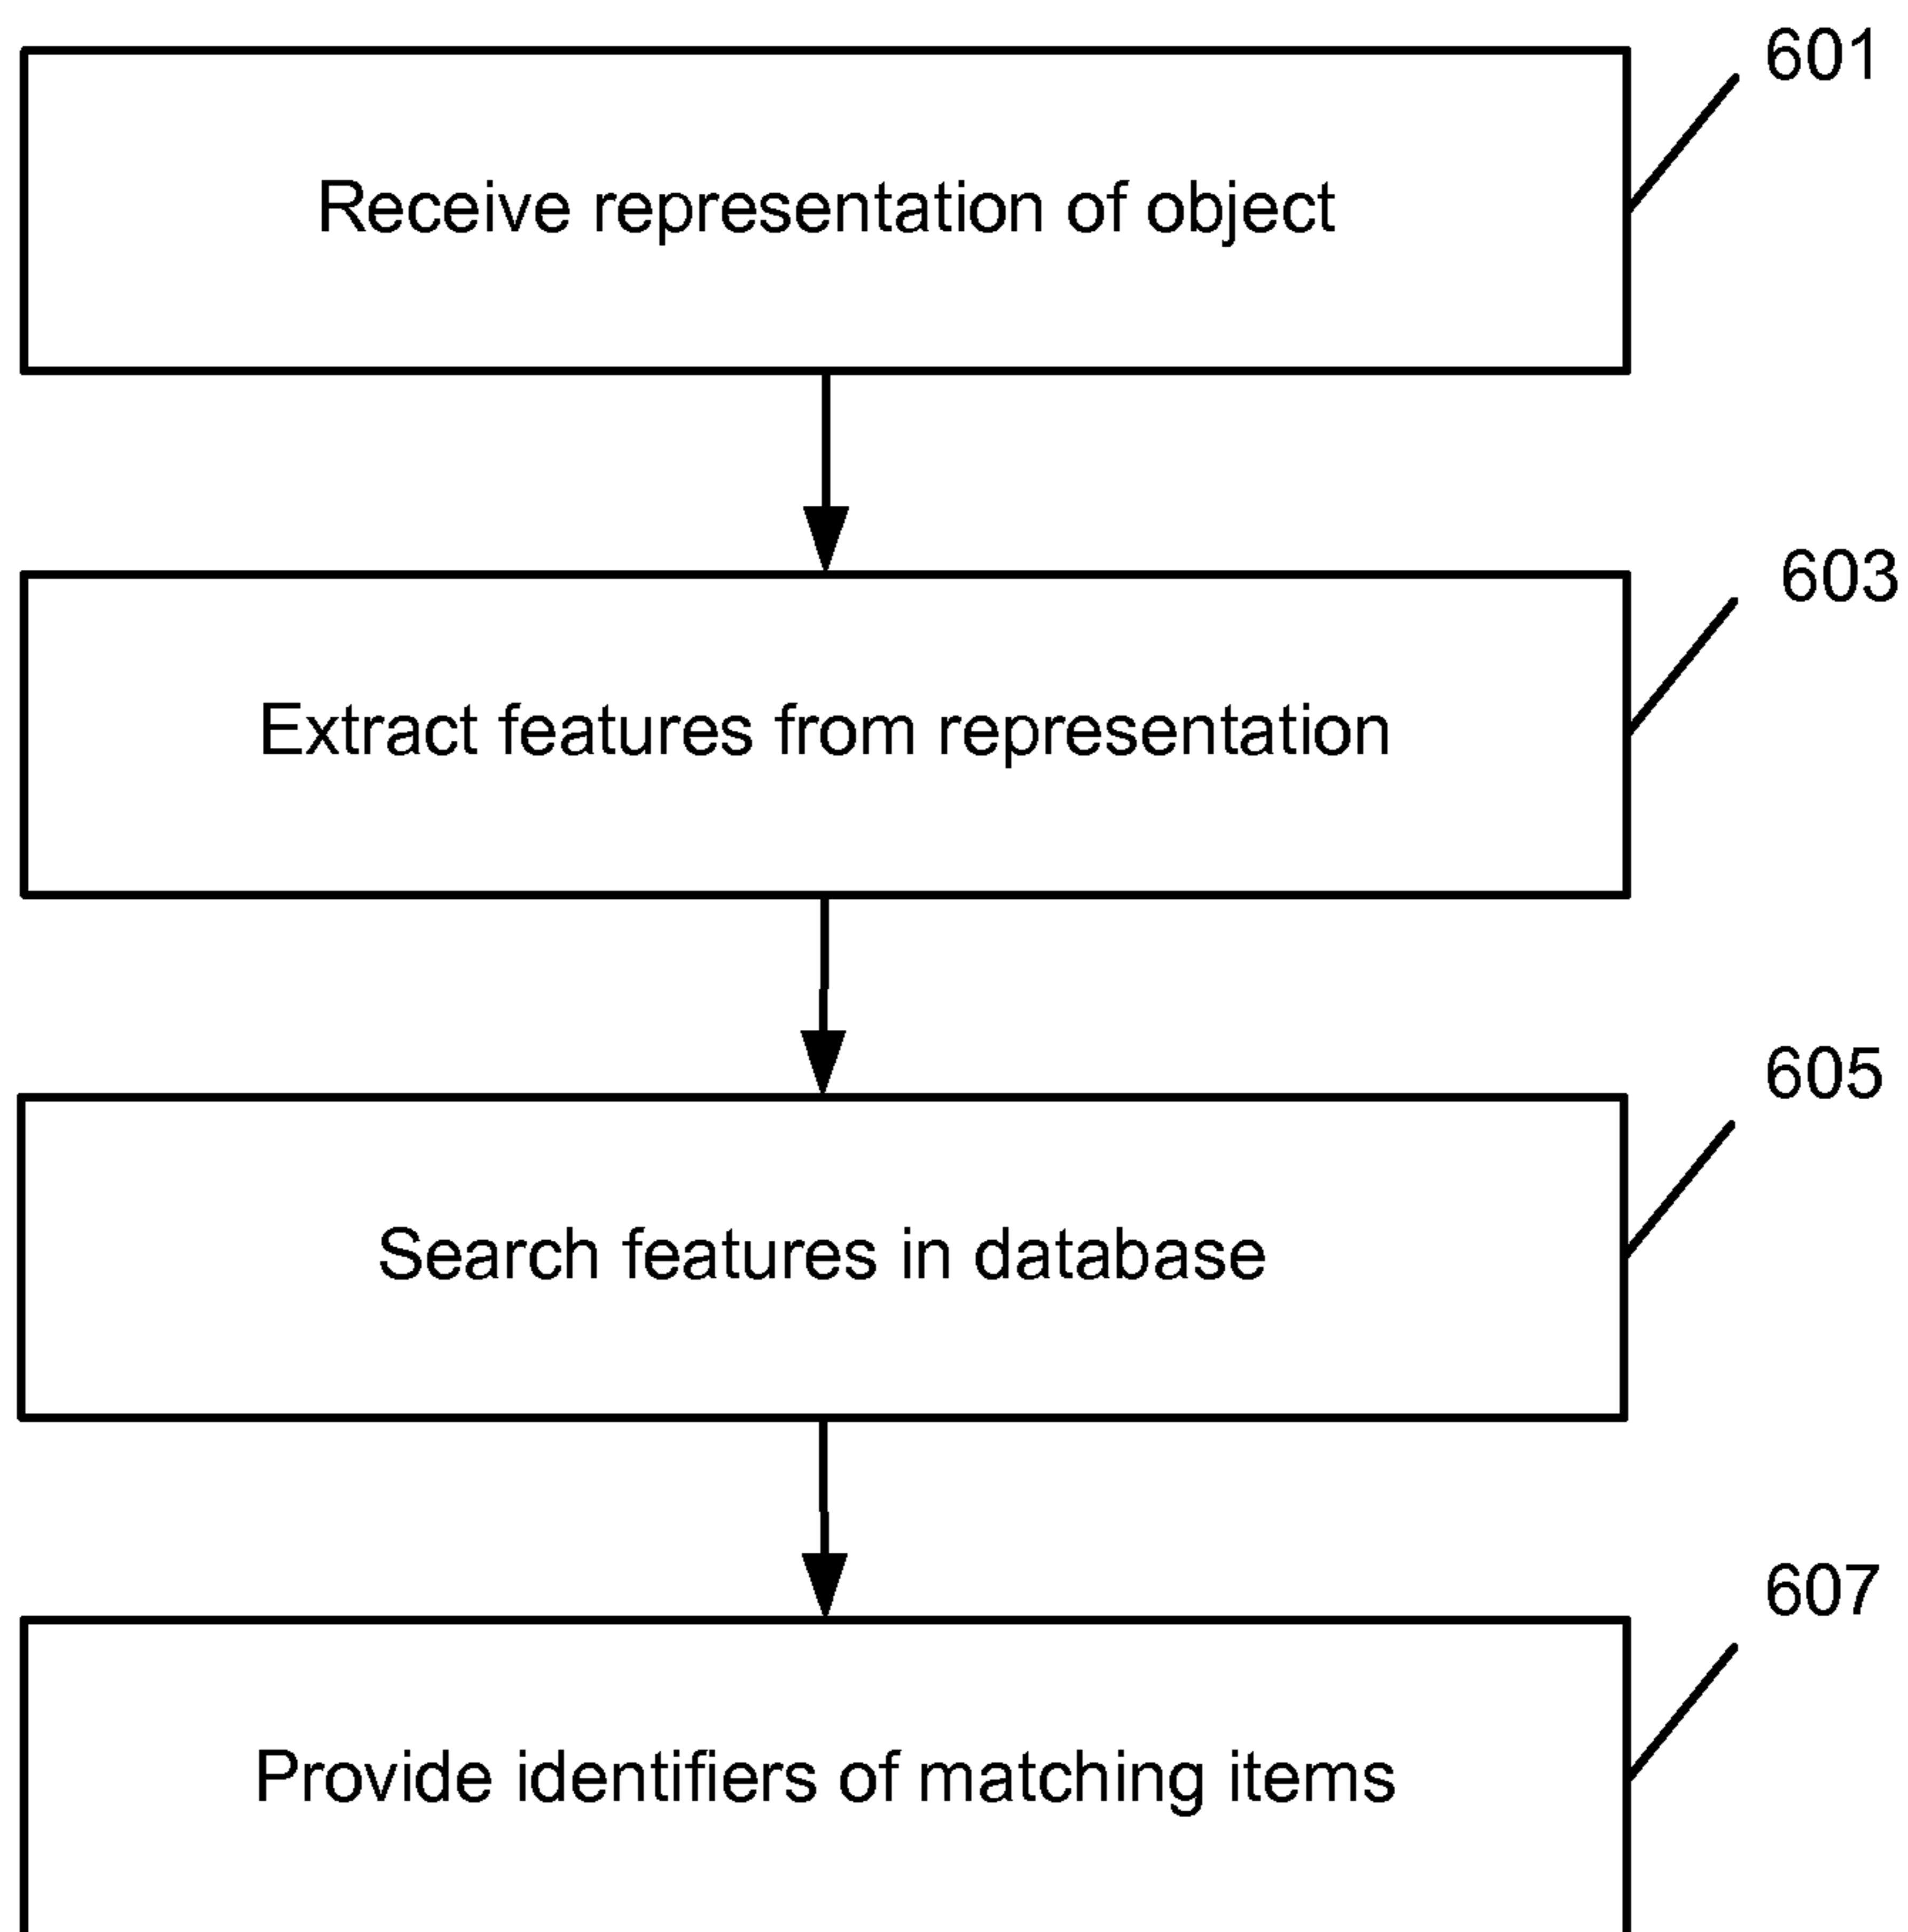 601
Receive representation of object
603
Extract features from representation
605
Search features in database
607
Provide identifiers of matching items